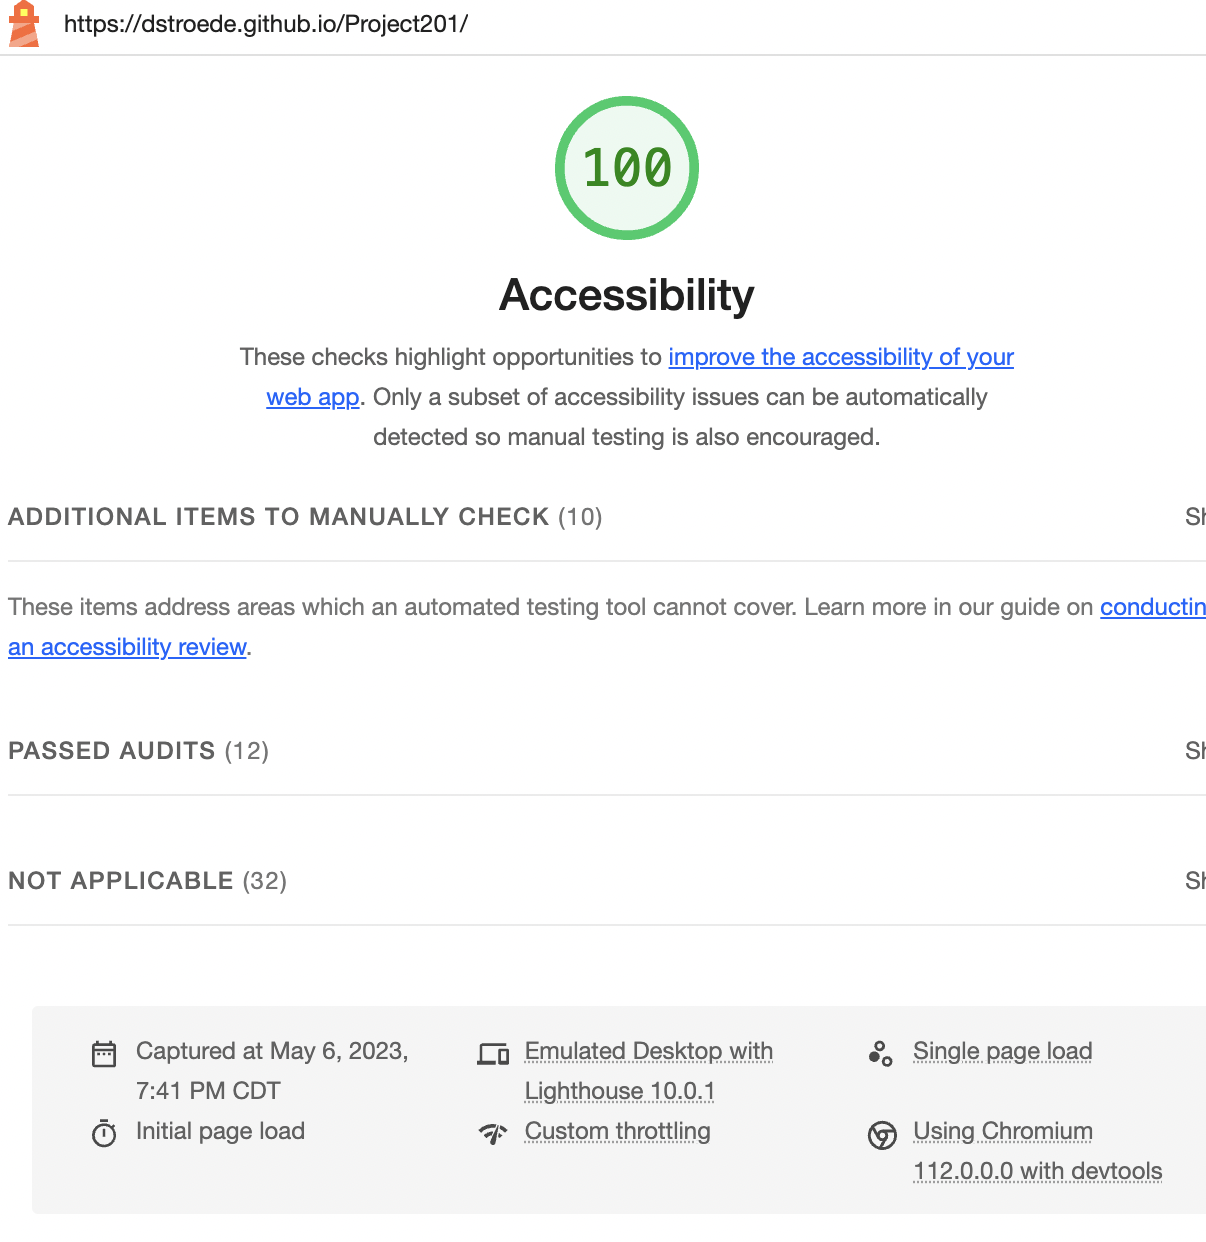 https://dstroede.github.io/Project201/
100
Accessibility
These checks highlight opportunities to improve the accessibility of your
web app. Only a subset of accessibility issues can be automatically
detected so manual testing is also encouraged.
ADDITIONAL ITEMS TO MANUALLY CHECK (10) Sh
These items address areas which an automated testing tool cannot cover. Learn more in our guide on conductin
an accessibility review.
PASSED AUDITS (12) Sh
NOT APPLICABLE (32) Sh
Captured at May 6, 2023,
7:41 PM CDT
Emulated Desktop with
Lighthouse 10.0.1
Single page load
Initial page load
Custom throttling
Using Chromium
112.0.0.0 with devtools